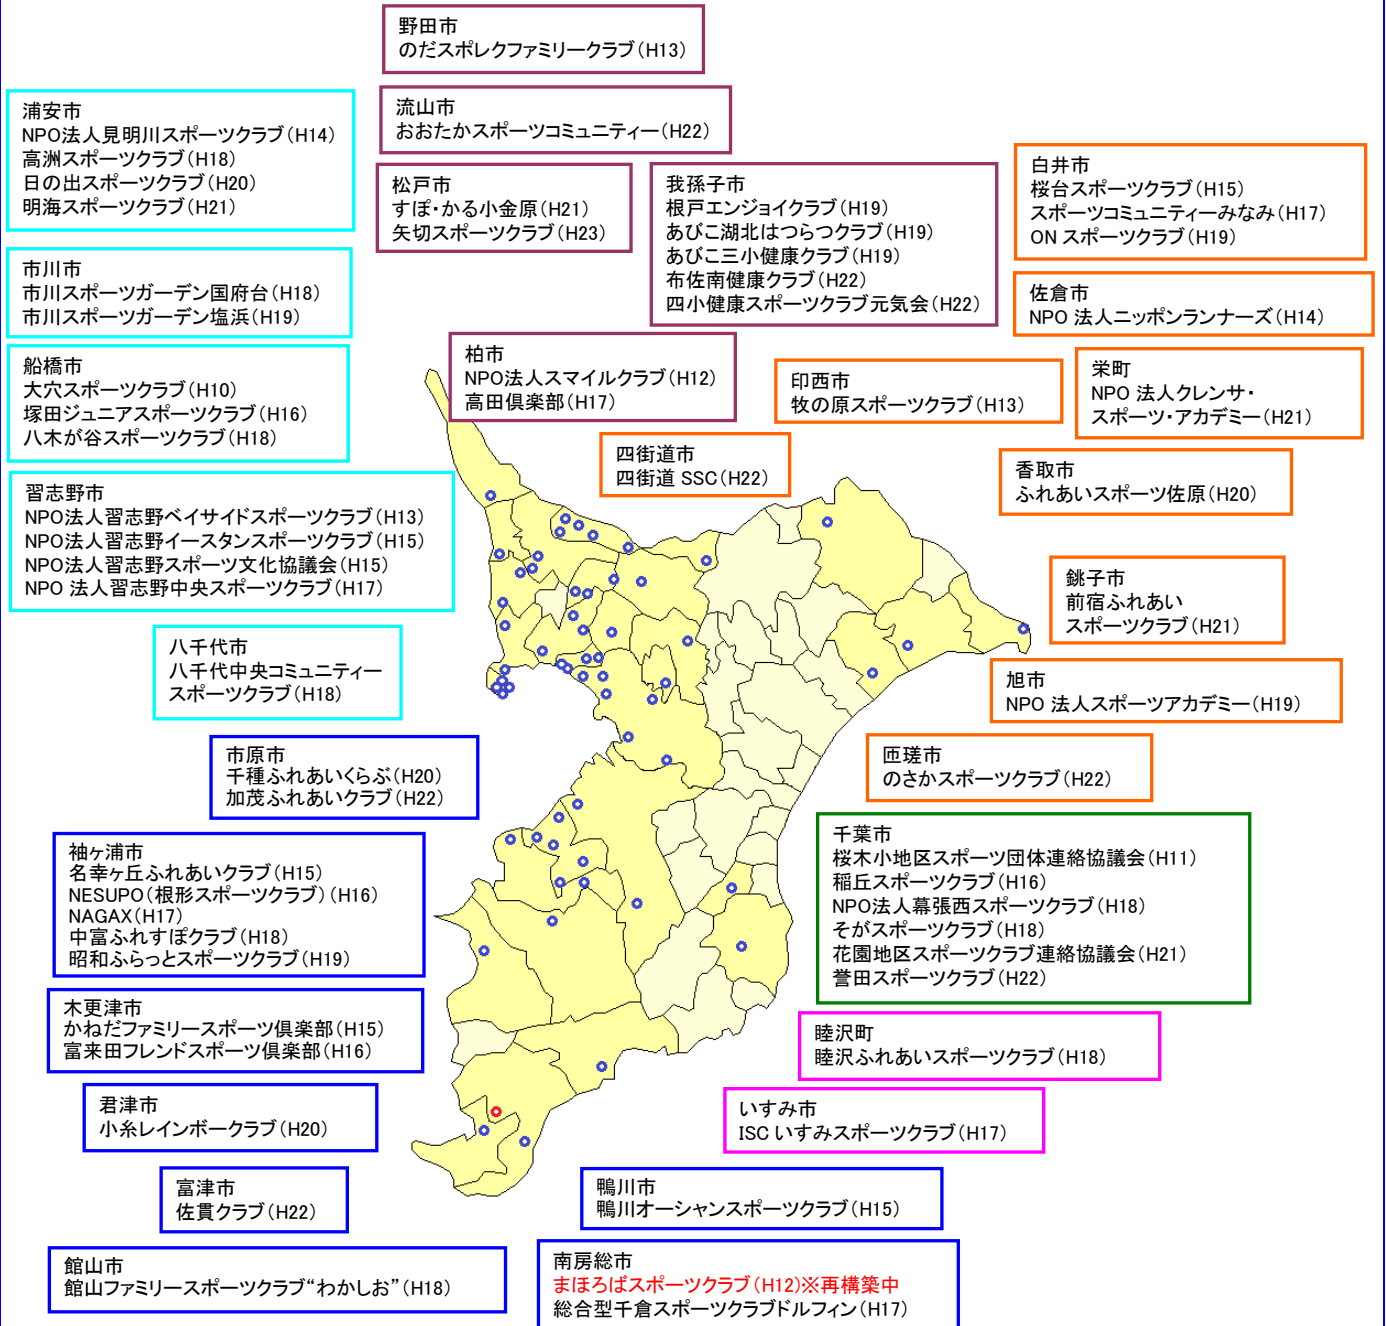 野田市
のだスポレクファミリークラブ(H13)
流山市
おおたかスポーツコミュニティー(H22)
浦安市
NPO法人見明川スポーツクラブ(H14)
高洲スポーツクラブ(H18)
日の出スポーツクラブ(H20)
明海スポーツクラブ(H21)
松戸市
すぽ・かる小金原(H21)
矢切スポーツクラブ(H23)
我孫子市
根戸エンジョイクラブ(H19)
あびこ湖北はつらつクラブ(H19)
あびこ三小健康クラブ(H19)
布佐南健康クラブ(H22)
四小健康スポーツクラブ元気会(H22)
白井市
桜台スポーツクラブ(H15)
スポーツコミュニティーみなみ(H17)
ON スポーツクラブ(H19)
市川市
市川スポーツガーデン国府台(H18)
市川スポーツガーデン塩浜(H19)
佐倉市
NPO 法人ニッポンランナーズ(H14)
船橋市
大穴スポーツクラブ(H10)
塚田ジュニアスポーツクラブ(H16)
八木が谷スポーツクラブ(H18)
柏市
NPO法人スマイルクラブ(H12)
高田倶楽部(H17)
印西市
牧の原スポーツクラブ(H13)
栄町
NPO 法人クレンサ・
スポーツ・アカデミー(H21)
四街道市
四街道 SSC(H22)
香取市
ふれあいスポーツ佐原(H20)
習志野市
NPO法人習志野ベイサイドスポーツクラブ(H13)
NPO法人習志野イースタンスポーツクラブ(H15)
NPO法人習志野スポーツ文化協議会(H15)
NPO 法人習志野中央スポーツクラブ(H17)
銚子市
前宿ふれあい
スポーツクラブ(H21)
八千代市
八千代中央コミュニティー
スポーツクラブ(H18)
旭市
NPO 法人スポーツアカデミー(H19)
市原市
千種ふれあいくらぶ(H20)
加茂ふれあいクラブ(H22)
匝瑳市
のさかスポーツクラブ(H22)
袖ヶ浦市
名幸ヶ丘ふれあいクラブ(H15)
NESUPO(根形スポーツクラブ)(H16)
NAGAX(H17)
中富ふれすぽクラブ(H18)
昭和ふらっとスポーツクラブ(H19)
千葉市
桜木小地区スポーツ団体連絡協議会(H11)
稲丘スポーツクラブ(H16)
NPO法人幕張西スポーツクラブ(H18)
そがスポーツクラブ(H18)
花園地区スポーツクラブ連絡協議会(H21)
誉田スポーツクラブ(H22)
木更津市
かねだファミリースポーツ倶楽部(H15)
富来田フレンドスポーツ倶楽部(H16)
睦沢町
睦沢ふれあいスポーツクラブ(H18)
君津市
小糸レインボークラブ(H20)
いすみ市
ISC いすみスポーツクラブ(H17)
富津市
佐貫クラブ(H22)
鴨川市
鴨川オーシャンスポーツクラブ(H15)
館山市
館山ファミリースポーツクラブ“わかしお”(H18)
南房総市
まほろばスポーツクラブ(H12)※再構築中
総合型千倉スポーツクラブドルフィン(H17)